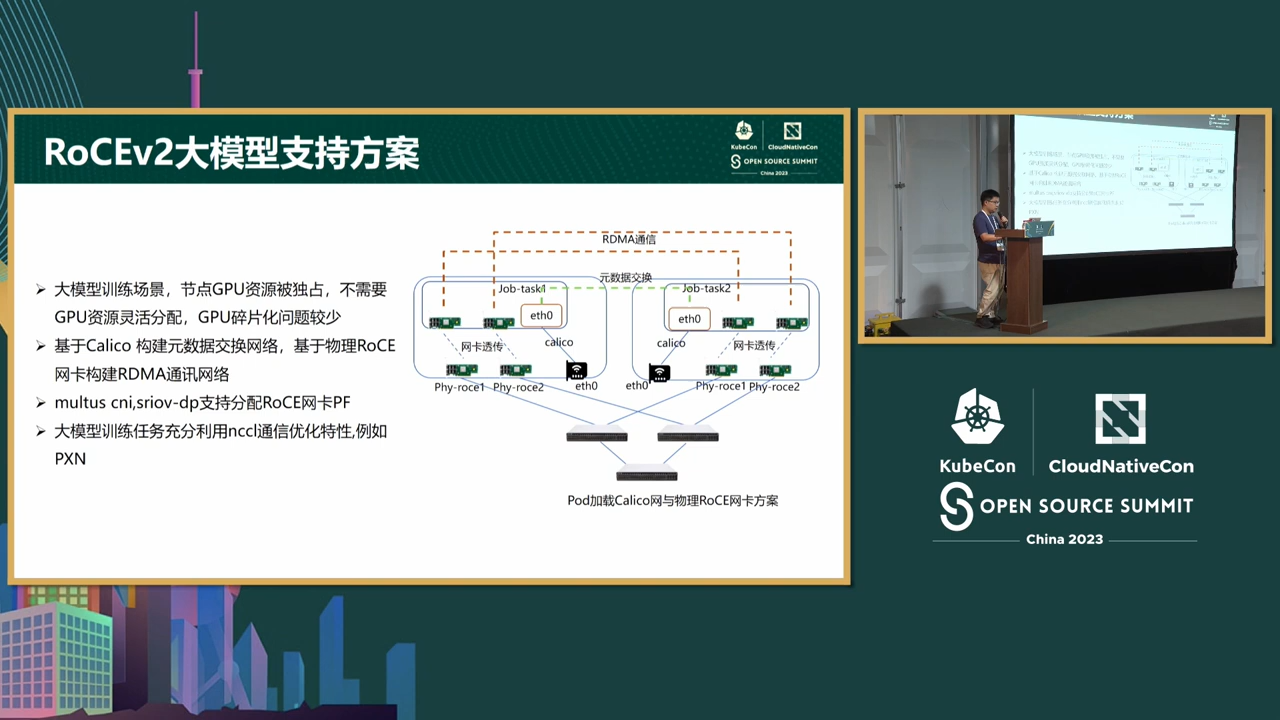 RoCEv2大模型支持方案
KubeCon
CloudNativeCon
OPEN SOURCE SUMMIT
China 2023
大模型训练场景，节点GPU资源被独占，不需要
GPU资源灵活分配，GPU碎片化问题较少
基于Calico 构建元数据交换网络，基于物理RoCE
网卡构建RDMA通讯网络
multus cni,sriov-dp支持分配RoCE网卡PF
大模型训练任务充分利用nccl通信优化特性,例如
PXN
RDMA通信
元数据交换
Job-task1
Job-task2
eth0
eth0
calico
calico
网卡透传
网卡透传
Phy-roce1
Phy-roce2
eth0
eth0
Phy-roce1
Phy-roce2
Pod加载Calico网与物理RoCE网卡方案
KubeCon
CloudNativeCon
OPEN SOURCE SUMMIT
China 2023